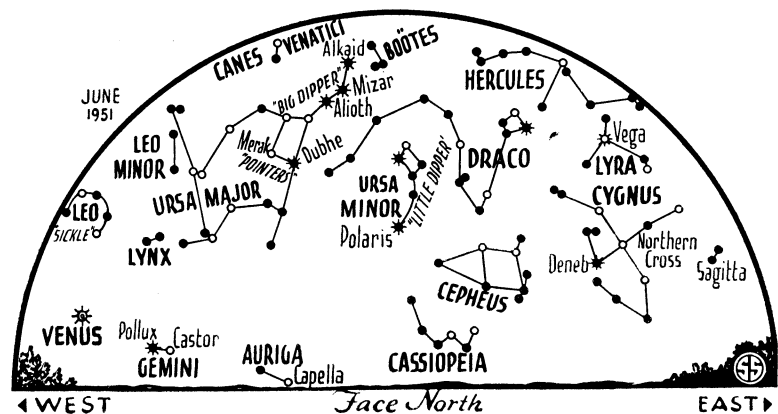 CANES VENATICI
Alkaid
BOÖTES
"BIG DIPPER"
Mizar
Alioth
HERCULES
JUNE
1951
LEO
MINOR
Merak
"POINTERS"
Dubhe
URSA MAJOR
URSA
MINOR
"LITTLE DIPPER"
Polaris
DRACO
Vega
LYRA
CYGNUS
LEO
"SICKLE"
LYNX
Deneb
Northern
Cross
Sagitta
CEPHEUS
VENUS
Pollux
Castor
GEMINI
AURIGA
Capella
CASSIOPEIA
WEST
Face North
EAST